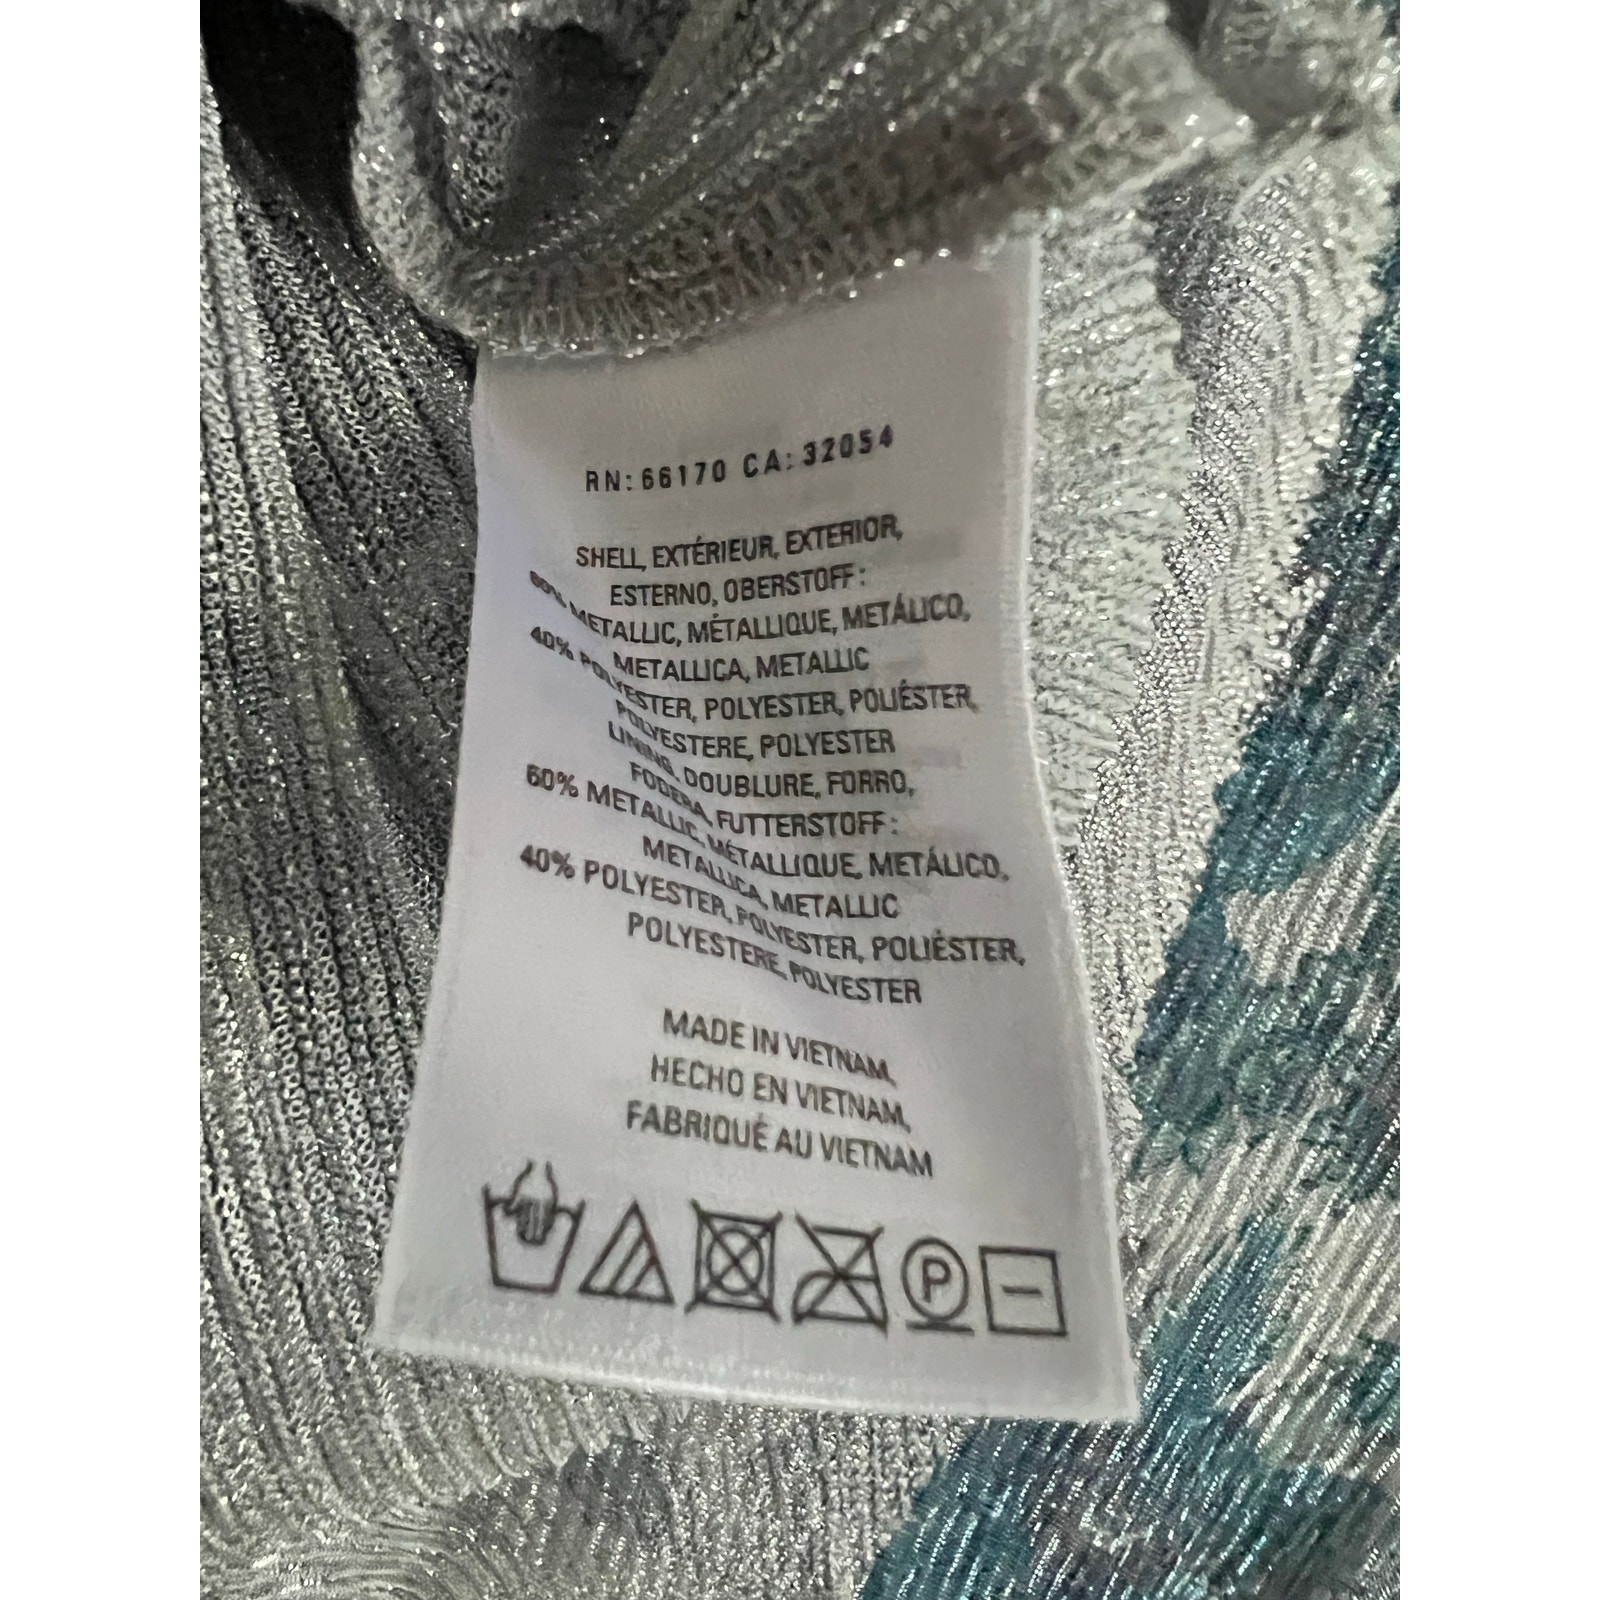 RN: 66170 CA: 32054
SHELL, EXTÉRIEUR, EXTERIOR,
ESTERNO, OBERSTOFF:
60% METALLIC, MÉTALLIQUE, METÁLICO,
METALLICA, METALLIC
40% POLYESTER, POLYESTER, POLIÉSTER,
POLYESTERE, POLYESTER
LINING, DOUBLURE, FORRO,
FODERA, FUTTERSTOFF:
60% METALLIC, MÉTALLIQUE, METÁLICO,
METALLICA, METALLIC
40% POLYESTER, POLYESTER, POLIÉSTER,
POLYESTERE, POLYESTER
MADE IN VIETNAM,
HECHO EN VIETNAM,
FABRIQUÉ AU VIETNAM
P